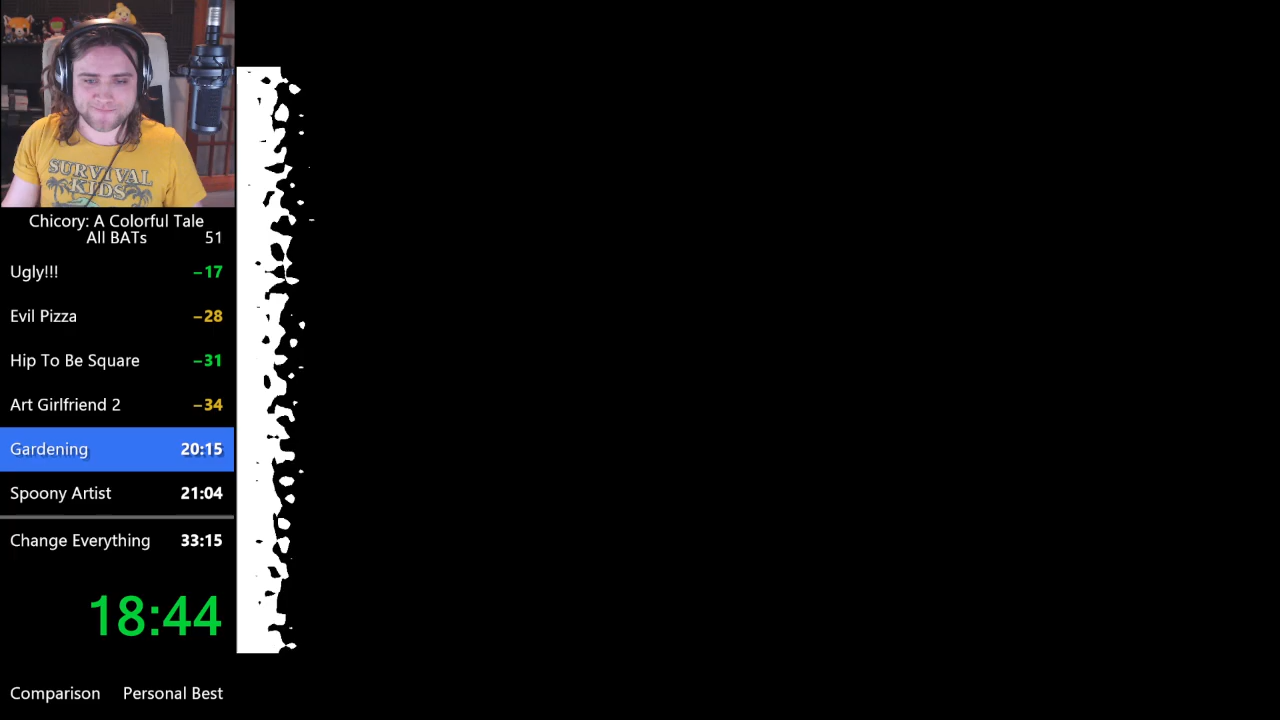 SURVIVAL
KIDS
Chicory: A Colorful Tale
All BATs 51
Ugly!!! −17
Evil Pizza −28
Hip To Be Square −31
Art Girlfriend 2 −34
Gardening 20:15
Spoony Artist 21:04
Change Everything 33:15
18:44
Comparison Personal Best